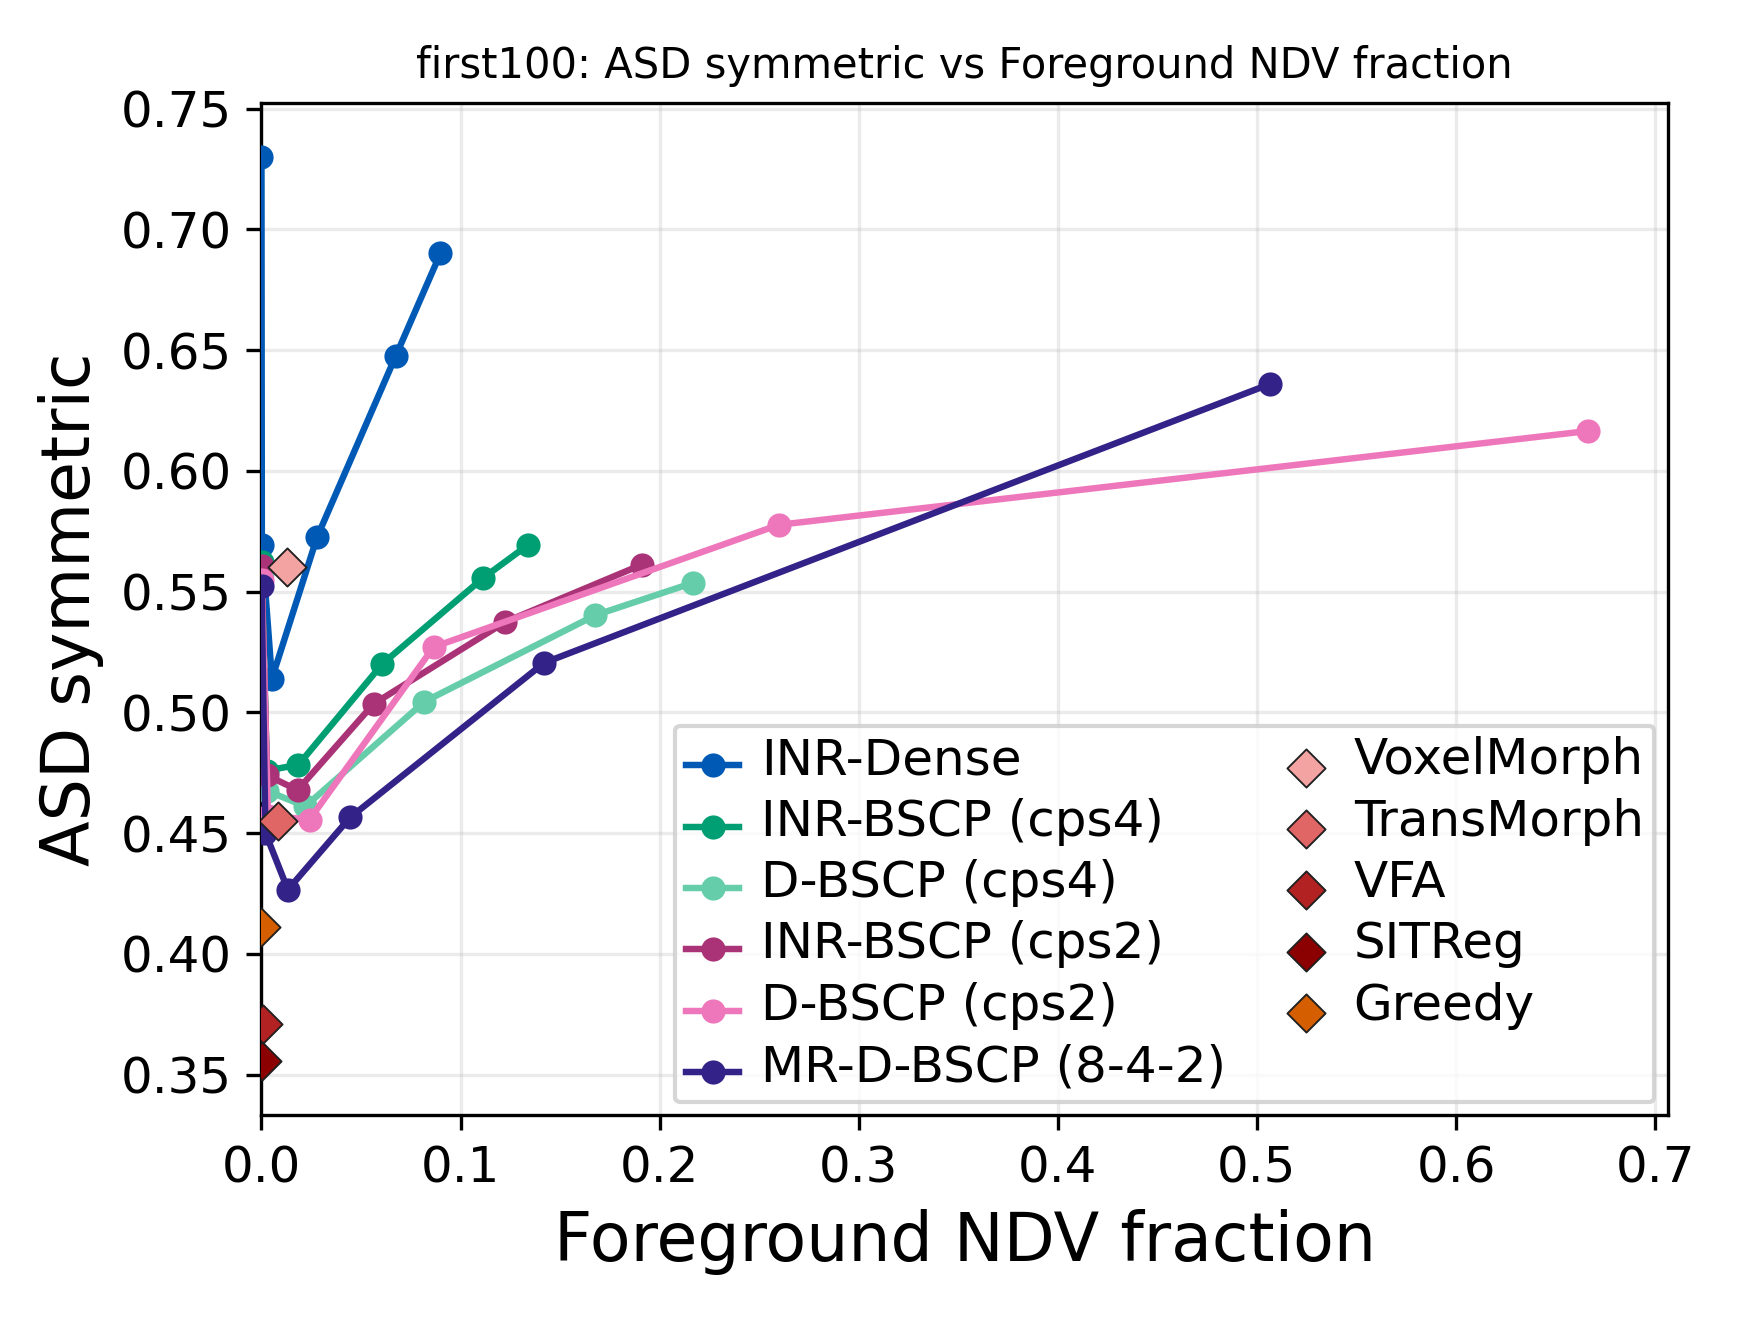 first100: ASD symmetric vs Foreground NDV fraction
ASD symmetric
0.75
0.70
0.65
0.60
0.55
0.50
0.45
0.40
0.35
INR-Dense
INR-BSCP (cps4)
D-BSCP (cps4)
INR-BSCP (cps2)
D-BSCP (cps2)
MR-D-BSCP (8-4-2)
VoxelMorph
TransMorph
VFA
SITReg
Greedy
0.0 0.1 0.2 0.3 0.4 0.5 0.6 0.7
Foreground NDV fraction